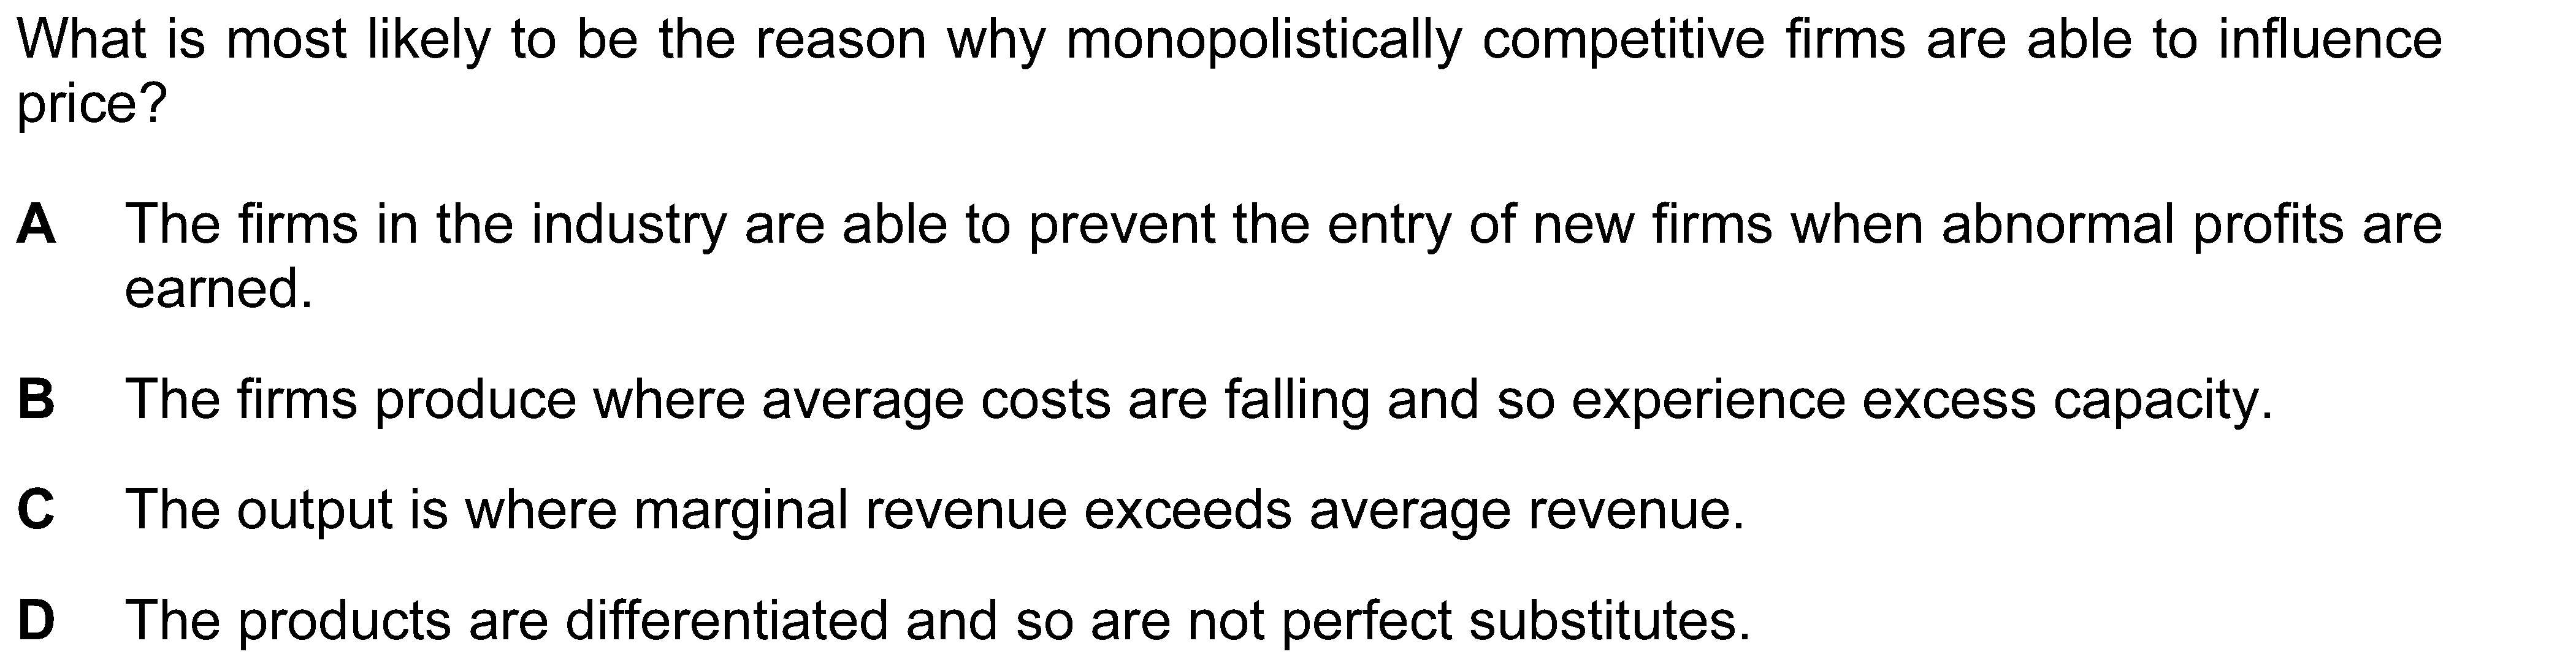 What is most likely to be the reason why monopolistically competitive firms are able to influence
price?
A The firms in the industry are able to prevent the entry of new firms when abnormal profits are
earned.
B The firms produce where average costs are falling and so experience excess capacity.
C The output is where marginal revenue exceeds average revenue.
D The products are differentiated and so are not perfect substitutes.